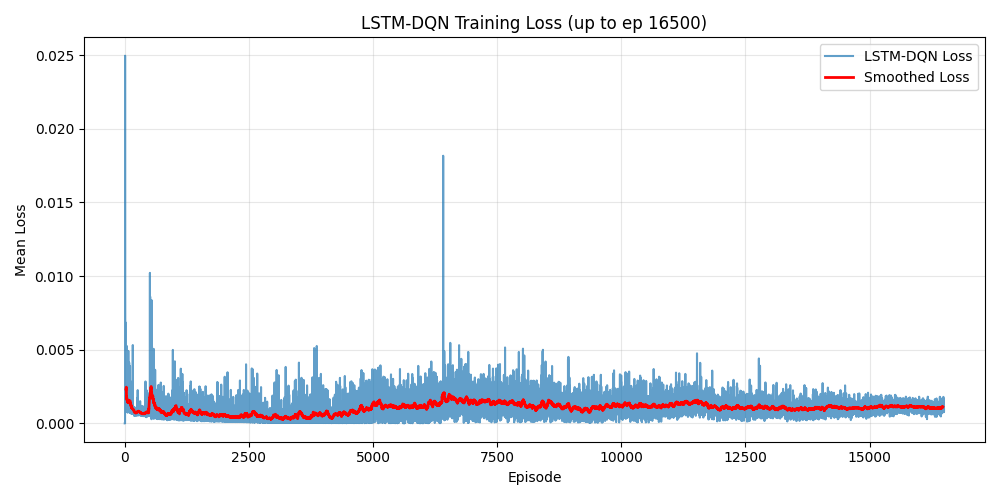 LSTM-DQN Training Loss (up to ep 16500)
LSTM-DQN Loss
Smoothed Loss
Mean Loss
0.025
0.020
0.015
0.010
0.005
0.000
0 2500 5000 7500 10000 12500 15000
Episode